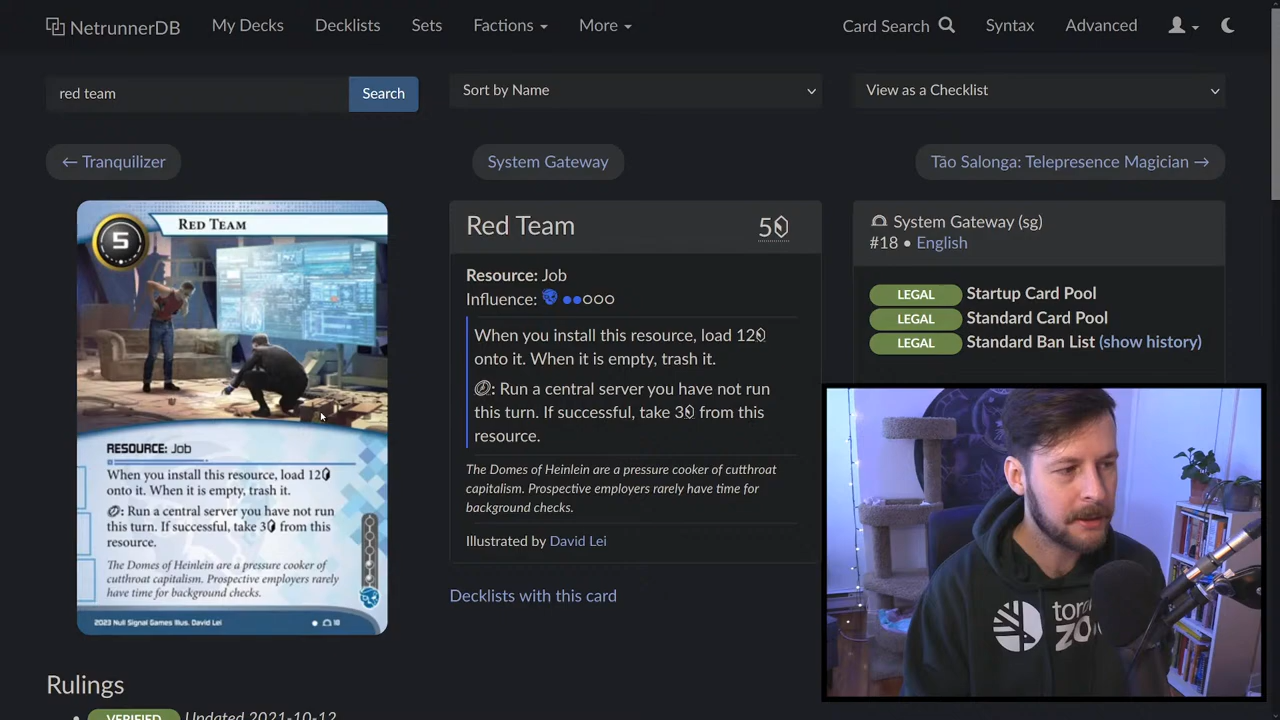 NetrunnerDB My Decks Decklists Sets Factions More Card Search Syntax Advanced
red team Search Sort by Name View as a Checklist
← Tranquilizer System Gateway Tāo Salonga: Telepresence Magician →
5 RED TEAM
RESOURCE: Job
When you install this resource, load 12
onto it. When it is empty, trash it.
: Run a central server you have not run
this turn. If successful, take 3 from this
resource.
The Domes of Heinlein are a pressure cooker of
cutthroat capitalism. Prospective employers rarely
have time for background checks.
2023 Null Signal Games Illus. David Lei 18
Red Team 5
Resource: Job
Influence:
When you install this resource, load 12
onto it. When it is empty, trash it.
: Run a central server you have not run
this turn. If successful, take 3 from this
resource.
The Domes of Heinlein are a pressure cooker of cutthroat
capitalism. Prospective employers rarely have time for
background checks.
Illustrated by David Lei
Decklists with this card
System Gateway (sg)
#18 • English
LEGAL Startup Card Pool
LEGAL Standard Card Pool
LEGAL Standard Ban List (show history)
Rulings
VERIFIED Updated 2021-10-12